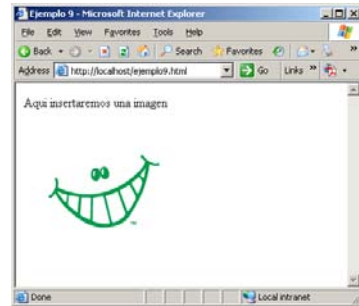 Ejemplo 9 - Microsoft Internet Explorer
File Edit View Favorites Tools Help
Back Search Favorites
Address http://localhost/ejemplo9.html Go Links »
Aqui insertaremos una imagen
TM
Done Local intranet